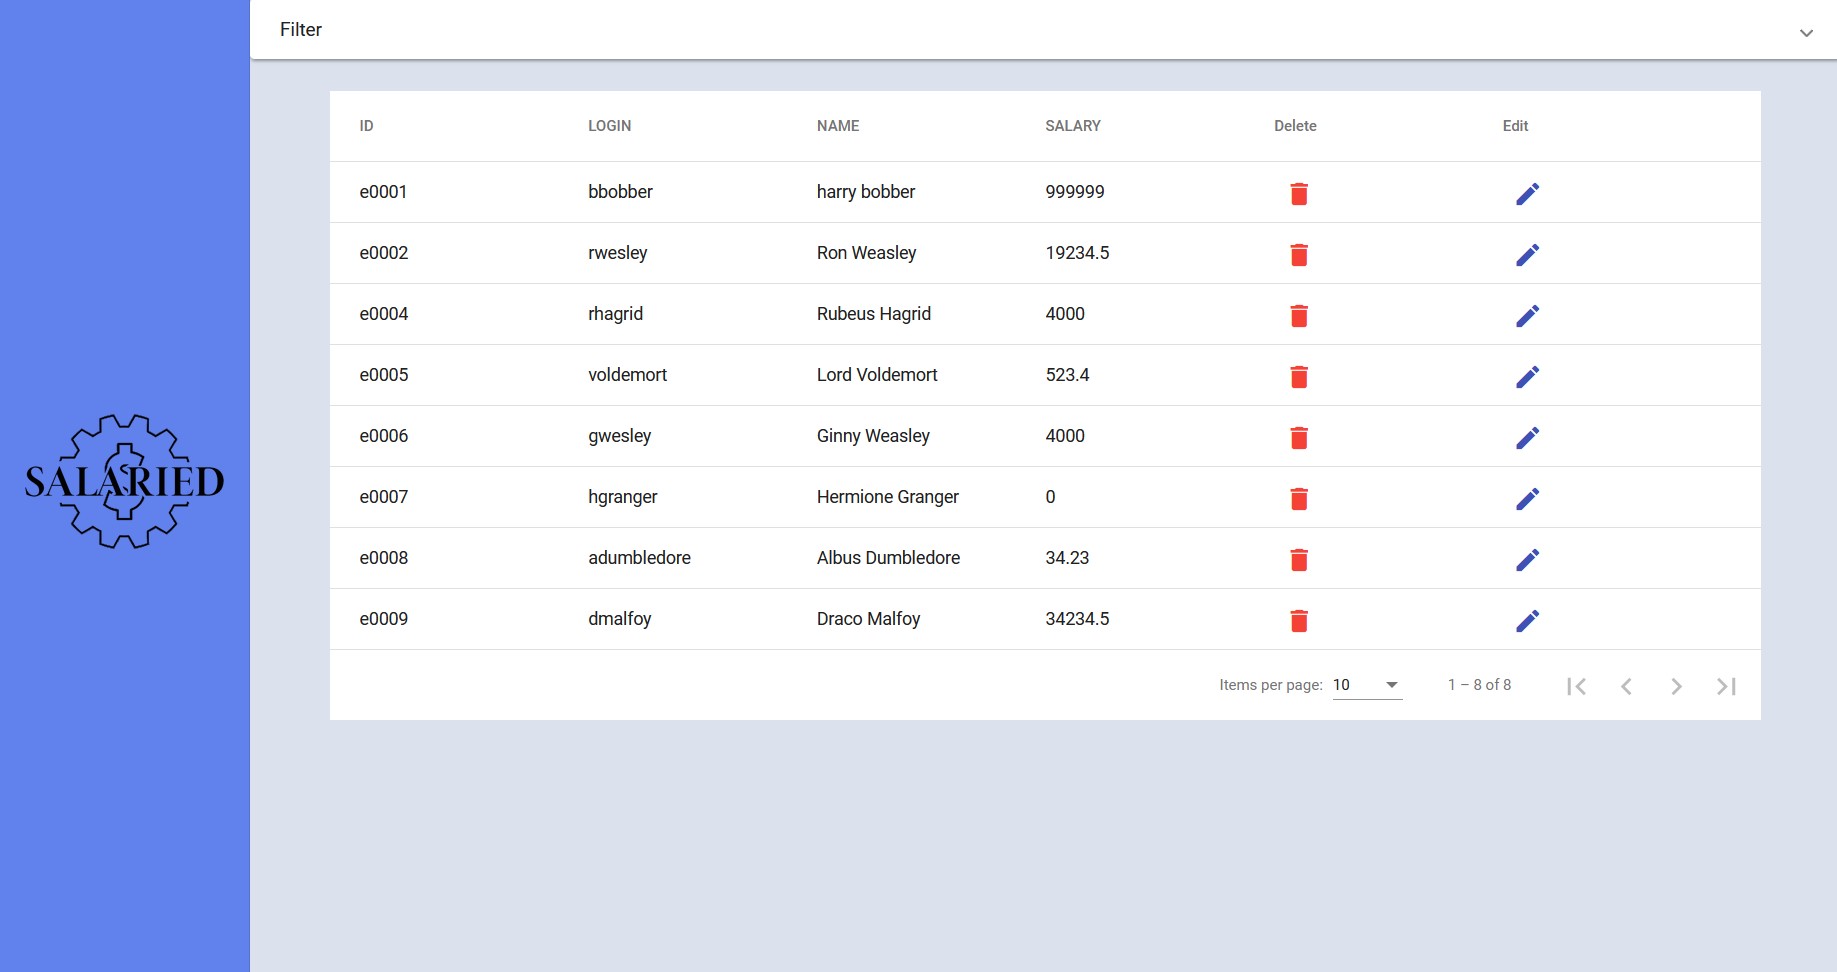 Filter
ID LOGIN NAME SALARY Delete Edit
e0001 bbobber harry bobber 999999
e0002 rwesley Ron Weasley 19234.5
e0004 rhagrid Rubeus Hagrid 4000
e0005 voldemort Lord Voldemort 523.4
e0006 gwesley Ginny Weasley 4000
SALARIED
e0007 hgranger Hermione Granger 0
e0008 adumbledore Albus Dumbledore 34.23
e0009 dmalfoy Draco Malfoy 34234.5
Items per page: 10 1 – 8 of 8